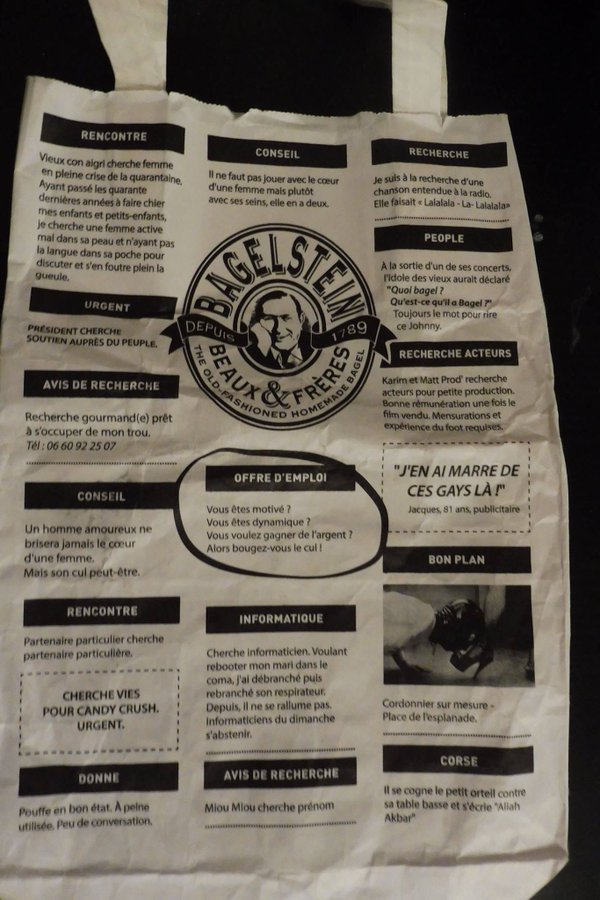 RENCONTRE
Vieux con aigri cherche femme
en pleine crise de la quarantaine.
Ayant passé les quarante
dernières années à faire chier
mes enfants et petits-enfants,
je cherche une femme active
mal dans sa peau et n'ayant pas
la langue dans sa poche pour
discuter et s'en foutre plein la
gueule.
URGENT
PRÉSIDENT CHERCHE
SOUTIEN AUPRÈS DU PEUPLE.
AVIS DE RECHERCHE
Recherche gourmand(e) prêt
à s'occuper de mon trou.
Tél : 06 60 92 25 07
CONSEIL
Un homme amoureux ne
brisera jamais le cœur
d'une femme.
Mais son cul peut-être.
RENCONTRE
Partenaire particulier cherche
partenaire particulière.
CHERCHE VIES
POUR CANDY CRUSH.
URGENT.
DONNE
Pouffe en bon état. À peine
utilisée. Peu de conversation.
CONSEIL
Il ne faut pas jouer avec le cœur
d'une femme mais plutôt
avec ses seins, elle en a deux.
BAGELSTEIN
DEPUIS 1789
BEAUX & FRÈRES
THE OLD-FASHIONED HOMEMADE BAGEL
OFFRE D'EMPLOI
Vous êtes motivé ?
Vous êtes dynamique ?
Vous voulez gagner de l'argent ?
Alors bougez-vous le cul !
INFORMATIQUE
Cherche informaticien. Voulant
rebooter mon mari dans le
coma, j'ai débranché puis
rebranché son respirateur.
Depuis, il ne se rallume pas.
Informaticiens du dimanche
s'abstenir.
AVIS DE RECHERCHE
Miou Miou cherche prénom
RECHERCHE
Je suis à la recherche d'une
chanson entendue à la radio.
Elle faisait « Lalalala - La- Lalalala»
PEOPLE
À la sortie d'un de ses concerts,
l'idole des vieux aurait déclaré
"Quoi bagel ?
Qu'est-ce qu'il a Bagel ?"
Toujours le mot pour rire
ce Johnny.
RECHERCHE ACTEURS
Karim et Matt Prod' recherche
acteurs pour petite production.
Bonne rémunération une fois le
film vendu. Mensurations et
expérience du foot requises.
"J'EN AI MARRE DE
CES GAYS LÀ !"
Jacques, 81 ans, publicitaire
BON PLAN
Cordonnier sur mesure -
Place de l'esplanade.
CORSE
Il se cogne le petit orteil contre
sa table basse et s'écrie "Allah
Akbar"